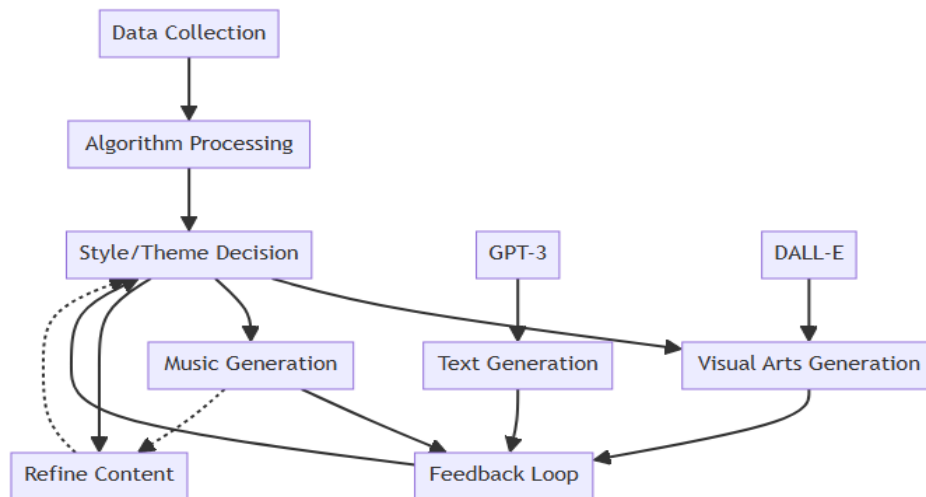 Data Collection
Algorithm Processing
Style/Theme Decision
GPT-3
DALL-E
Music Generation
Text Generation
Visual Arts Generation
Refine Content
Feedback Loop